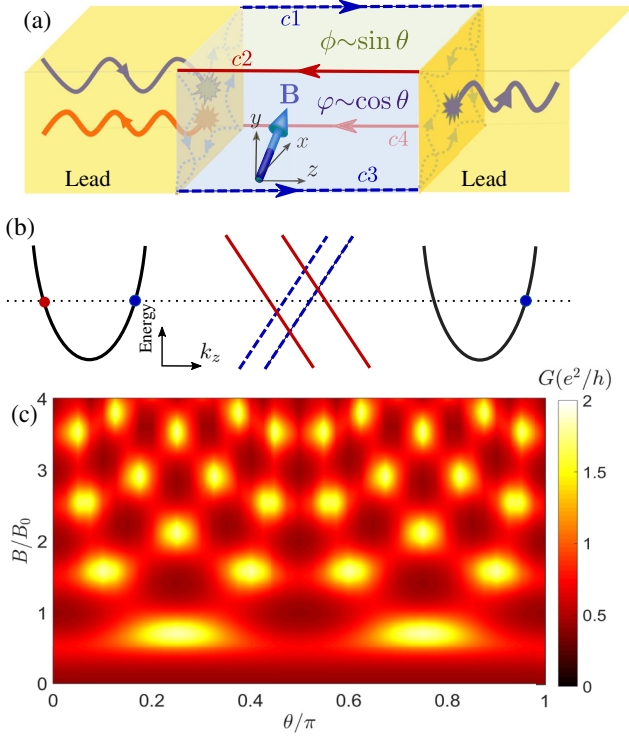 (a)
c1
ϕ~sin θ
c2
B
φ~cos θ
y
x
z
c4
c3
Lead
Lead
(b)
Energy
k_z
G(e²/h)
(c)
4
3
2
1
0
B/B₀
0
0.2
0.4
0.6
0.8
1
θ/π
2
1.5
1
0.5
0